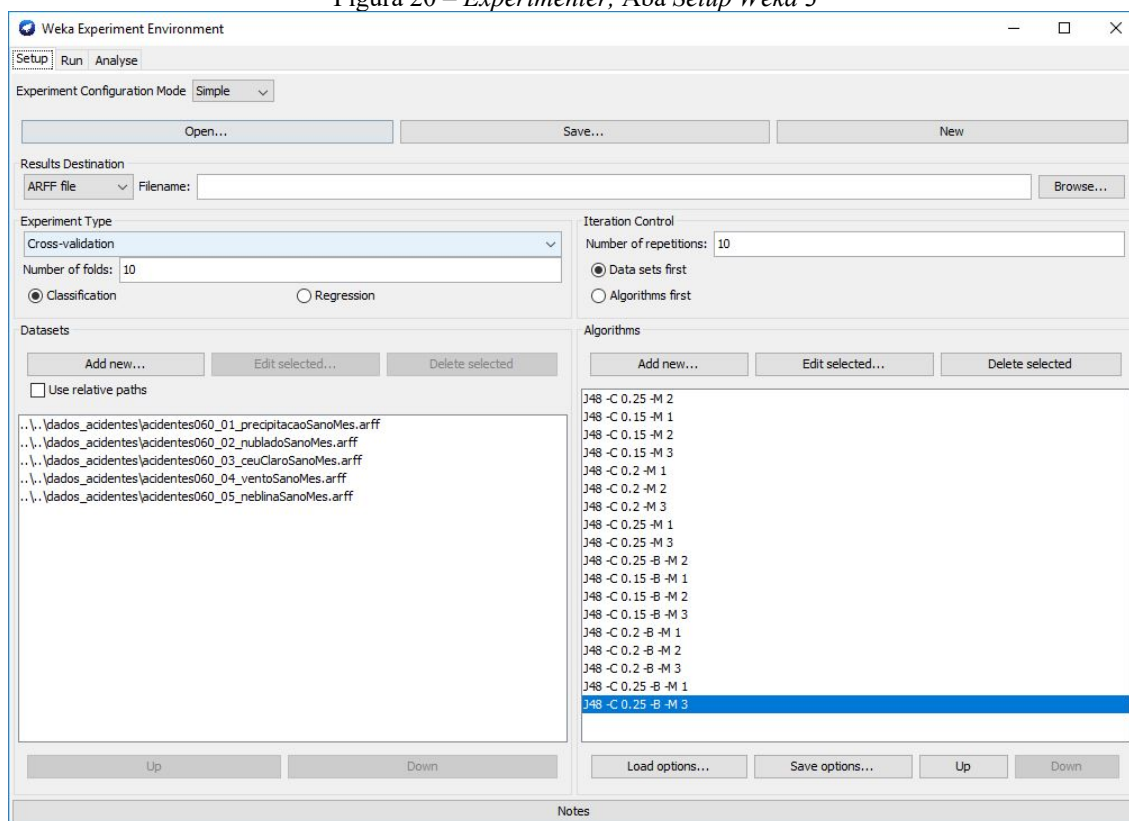 Figura 20 – Experimenter, Aba Setup Weka 3
Weka Experiment Environment
Setup Run Analyse
Experiment Configuration Mode Simple
Open... Save... New
Results Destination
ARFF file Filename: Browse...
Experiment Type
Cross-validation
Number of folds: 10
Classification Regression
Iteration Control
Number of repetitions: 10
Data sets first
Algorithms first
Datasets
Add new... Edit selected... Delete selected
Use relative paths
..\..\dados_acidentes\acidentes060_01_precipitacaoSanoMes.arff
..\..\dados_acidentes\acidentes060_02_nubladoSanoMes.arff
..\..\dados_acidentes\acidentes060_03_ceuClaroSanoMes.arff
..\..\dados_acidentes\acidentes060_04_ventoSanoMes.arff
..\..\dados_acidentes\acidentes060_05_neblinaSanoMes.arff
Up Down
Algorithms
Add new... Edit selected... Delete selected
J48 -C 0.25 -M 2
J48 -C 0.15 -M 1
J48 -C 0.15 -M 2
J48 -C 0.15 -M 3
J48 -C 0.2 -M 1
J48 -C 0.2 -M 2
J48 -C 0.2 -M 3
J48 -C 0.25 -M 1
J48 -C 0.25 -M 3
J48 -C 0.25 -B -M 2
J48 -C 0.15 -B -M 1
J48 -C 0.15 -B -M 2
J48 -C 0.15 -B -M 3
J48 -C 0.2 -B -M 1
J48 -C 0.2 -B -M 2
J48 -C 0.2 -B -M 3
J48 -C 0.25 -B -M 1
J48 -C 0.25 -B -M 3
Load options... Save options... Up Down
Notes